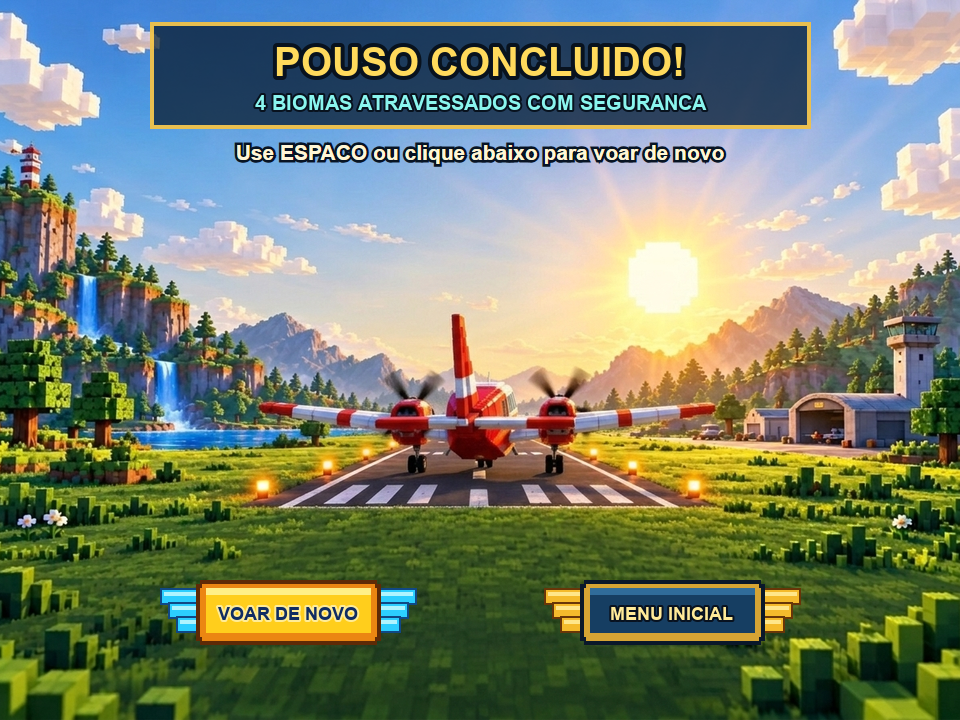 POUSO CONCLUIDO!
4 BIOMAS ATRAVESSADOS COM SEGURANCA
Use ESPACO ou clique abaixo para voar de novo
VOAR DE NOVO
MENU INICIAL